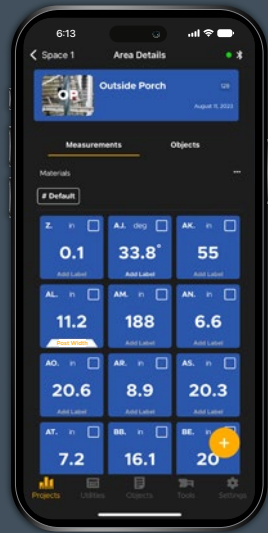 6:13
Space 1 Area Details
OP Outside Porch 129
August 11, 2023
Measurements Objects
Materials
# Default
Z. in AJ. deg AK. in
0.1 33.8° 55
Add Label Add Label Add Label
AL. in AM. in AN. in
11.2 188 6.6
Post Width Add Label Add Label
AO. in AR. in AS. in
20.6 8.9 20.3
Add Label Add Label Add Label
AT. in BB. in BE. in
7.2 16.1 20
Projects Utilities Objects Tools Settings